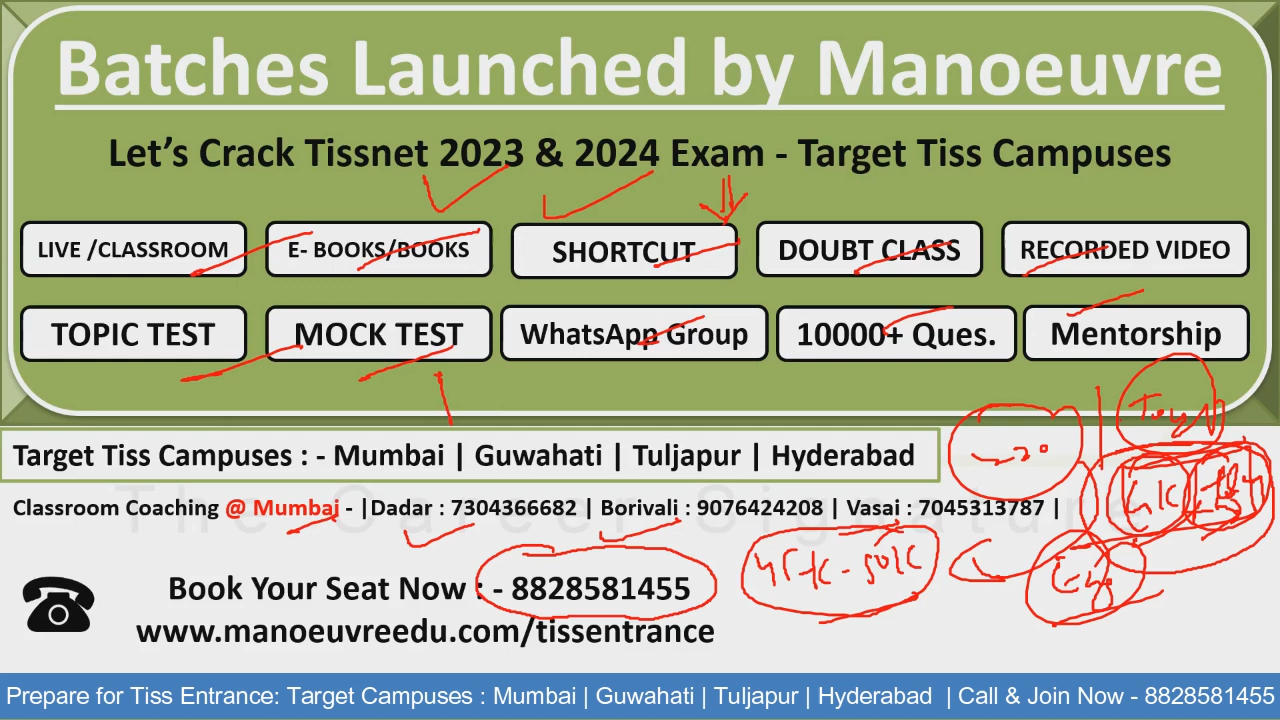 Batches Launched by Manoeuvre
Let's Crack Tissnet 2023 & 2024 Exam - Target Tiss Campuses
LIVE /CLASSROOM E- BOOKS/BOOKS SHORTCUT DOUBT CLASS RECORDED VIDEO
TOPIC TEST MOCK TEST WhatsApp Group 10000+ Ques. Mentorship
Target Tiss Campuses : - Mumbai | Guwahati | Tuljapur | Hyderabad
The Career Signature
Classroom Coaching @ Mumbai - |Dadar : 7304366682 | Borivali : 9076424208 | Vasai : 7045313787 |
Book Your Seat Now : - 8828581455
www.manoeuvreedu.com/tissentrance
Prepare for Tiss Entrance: Target Campuses : Mumbai | Guwahati | Tuljapur | Hyderabad | Call & Join Now - 8828581455